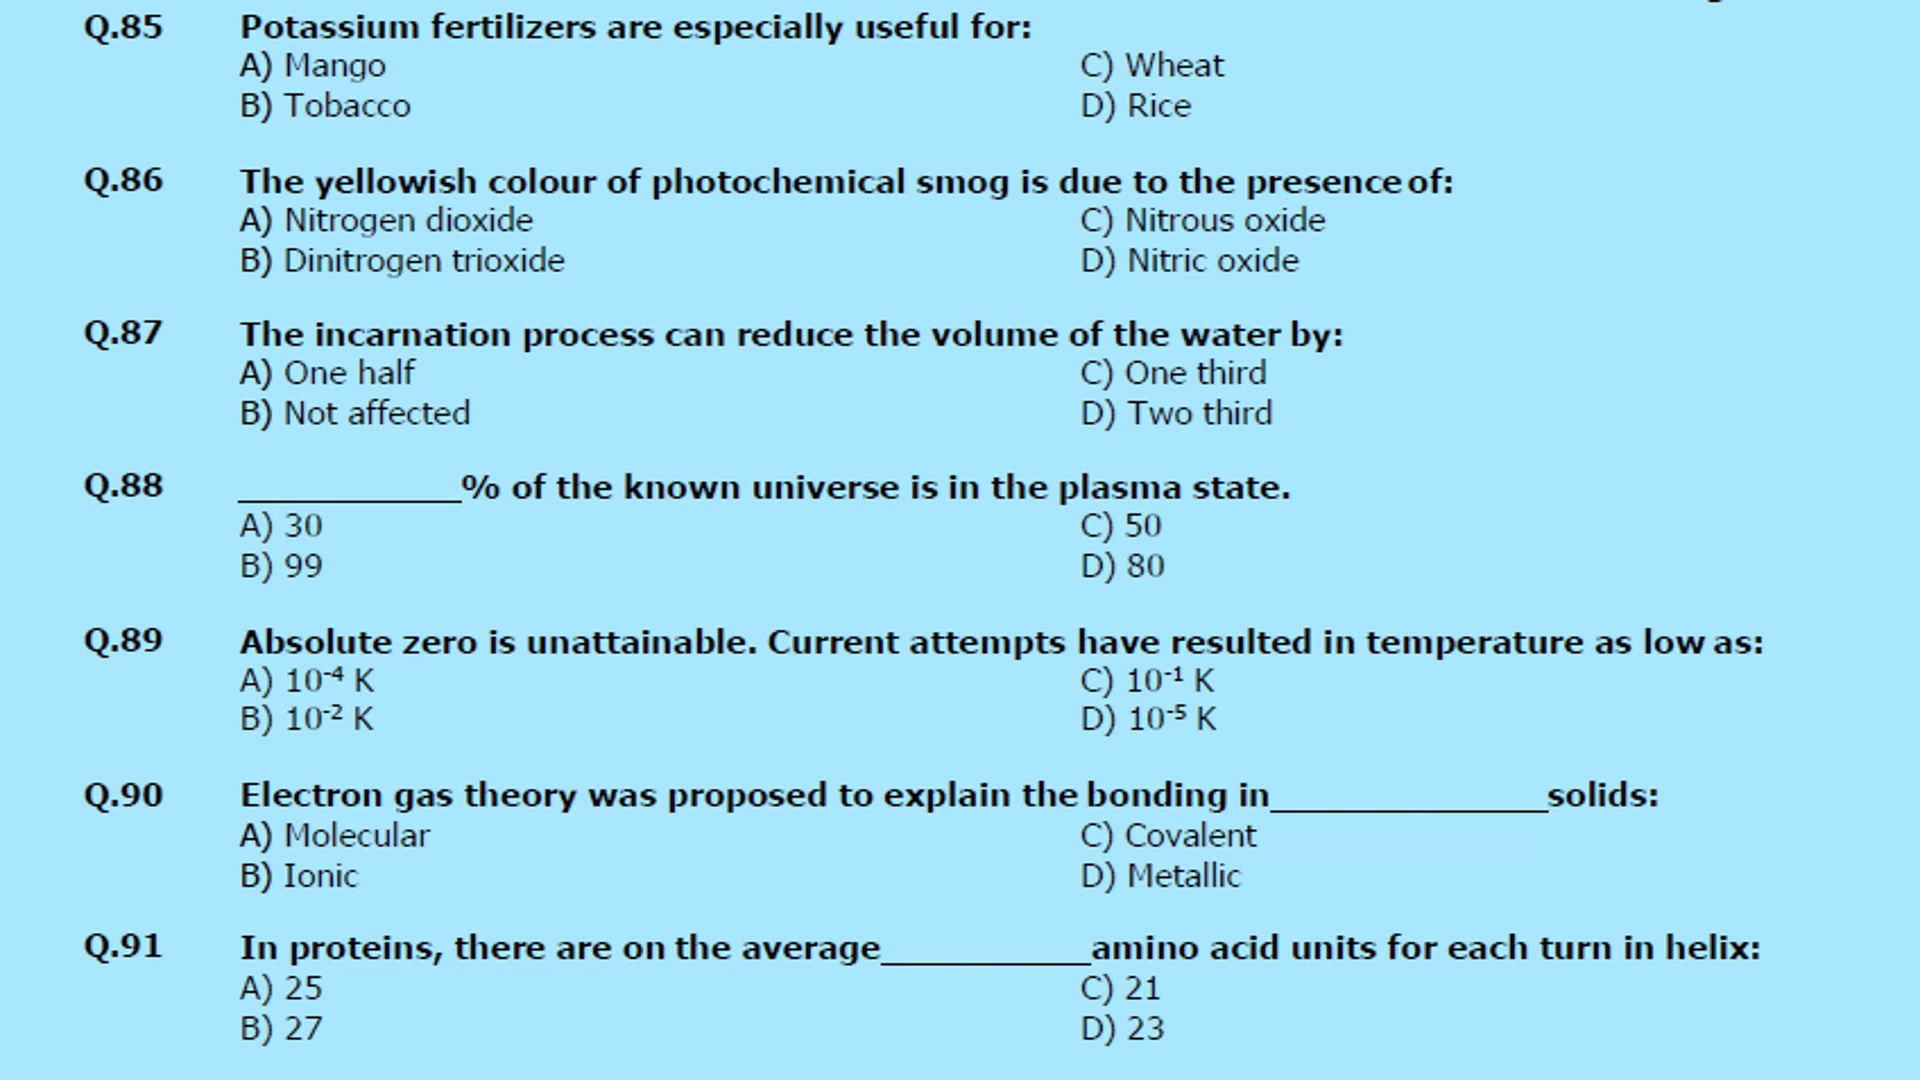 Q.85 Potassium fertilizers are especially useful for:
A) Mango C) Wheat
B) Tobacco D) Rice
Q.86 The yellowish colour of photochemical smog is due to the presence of:
A) Nitrogen dioxide C) Nitrous oxide
B) Dinitrogen trioxide D) Nitric oxide
Q.87 The incarnation process can reduce the volume of the water by:
A) One half C) One third
B) Not affected D) Two third
Q.88 ____________% of the known universe is in the plasma state.
A) 30 C) 50
B) 99 D) 80
Q.89 Absolute zero is unattainable. Current attempts have resulted in temperature as low as:
A) 10⁻⁴ K C) 10⁻¹ K
B) 10⁻² K D) 10⁻⁵ K
Q.90 Electron gas theory was proposed to explain the bonding in_______________solids:
A) Molecular C) Covalent
B) Ionic D) Metallic
Q.91 In proteins, there are on the average___________amino acid units for each turn in helix:
A) 25 C) 21
B) 27 D) 23